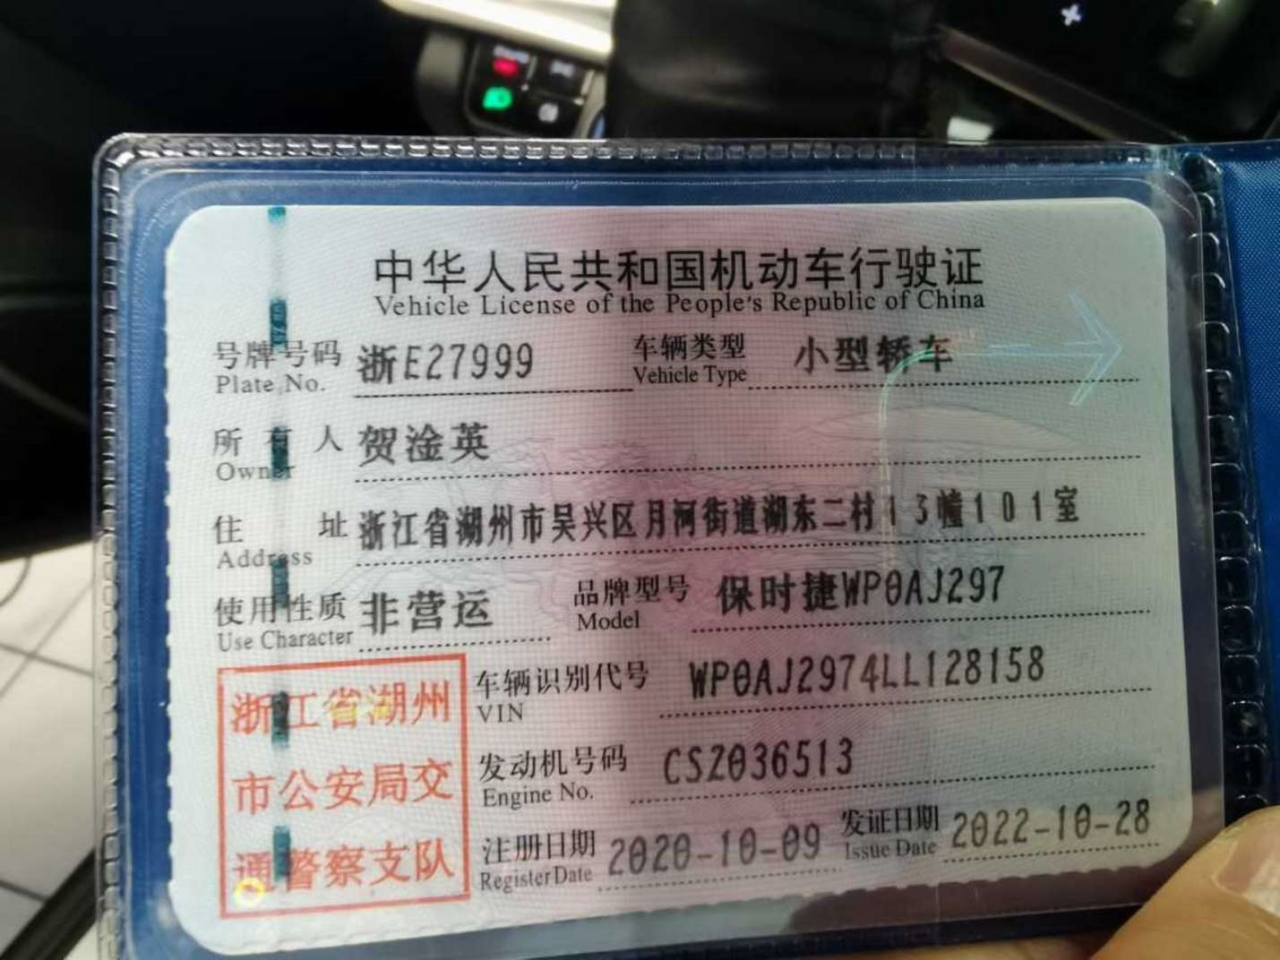 中华人民共和国机动车行驶证
Vehicle License of the People's Republic of China
号牌号码 浙E27999 车辆类型 小型轿车
Plate No. Vehicle Type
所有人 贺淦英
Owner
住址 浙江省湖州市吴兴区月河街道湖东二村13幢101室
Address
使用性质 非营运 品牌型号 保时捷WP0AJ297
Use Character Model
浙江省湖州
市公安局交
通警察支队
车辆识别代号 WP0AJ2974LL128158
VIN
发动机号码 CSZ036513
Engine No.
注册日期 2020-10-09 发证日期 2022-10-28
Register Date Issue Date